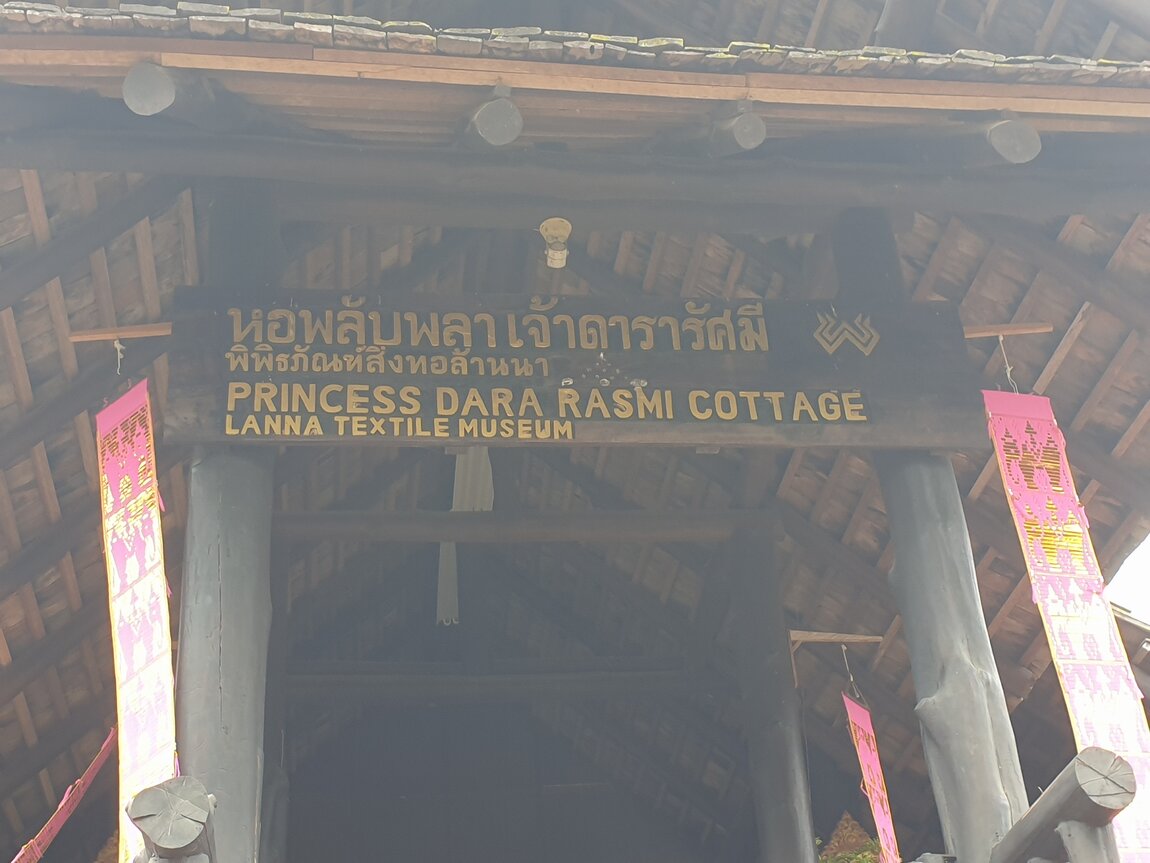 หอพลับพลาเจ้าดารารัศมี
พิพิธภัณฑ์สิ่งทอล้านนา
PRINCESS DARA RASMI COTTAGE
LANNA TEXTILE MUSEUM